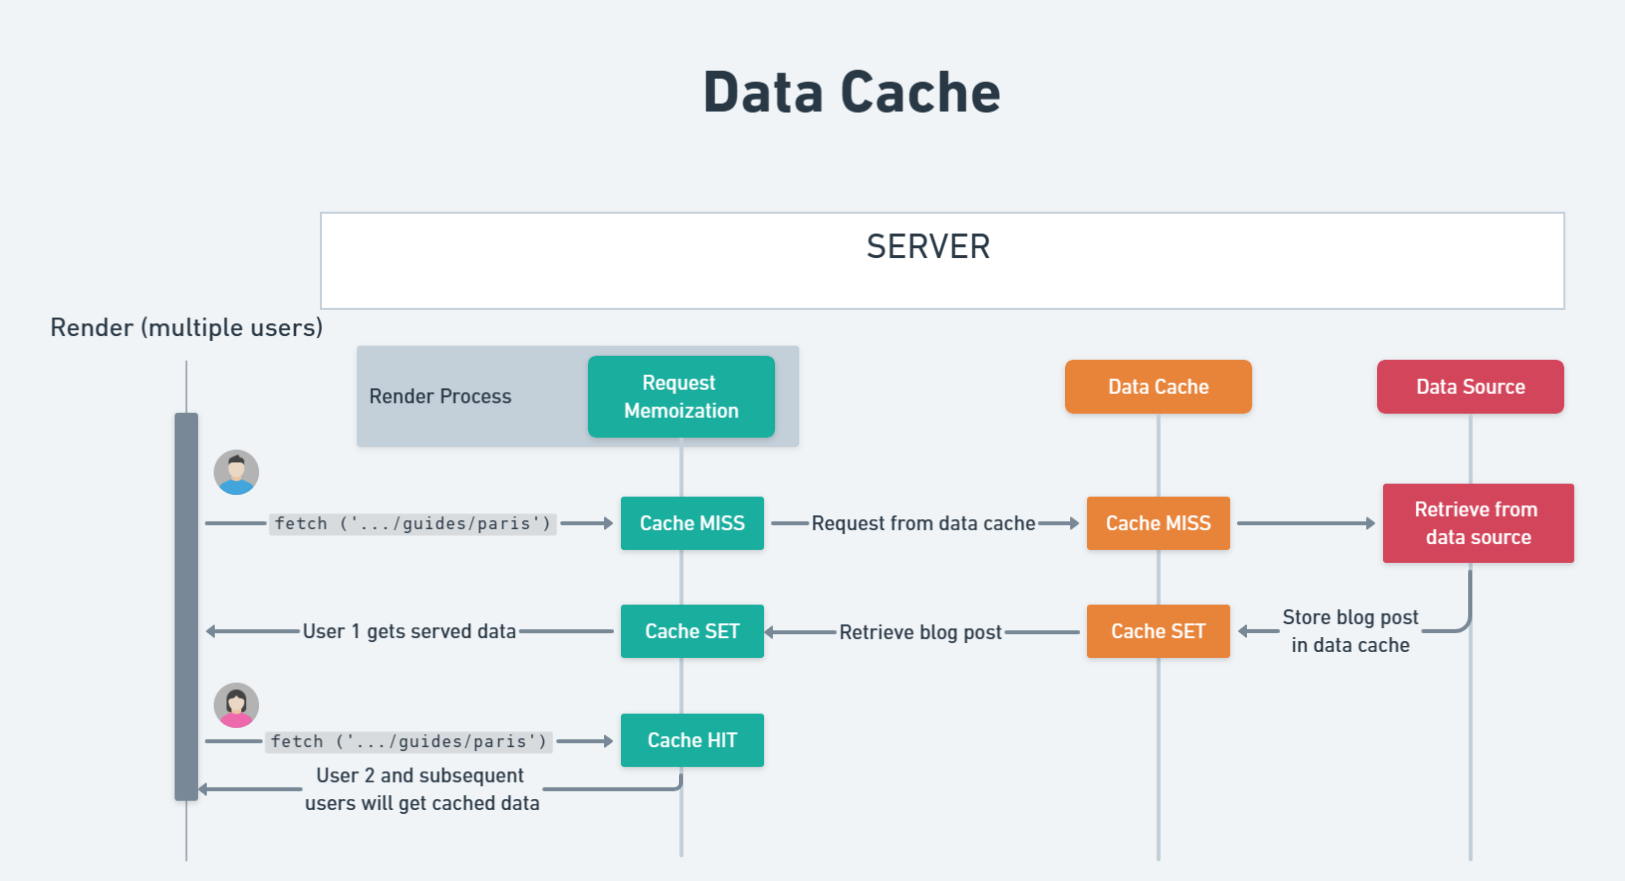 Data Cache
SERVER
Render (multiple users)
Render Process
Request
Memoization
Data Cache
Data Source
fetch ('.../guides/paris')
Cache MISS
Request from data cache
Cache MISS
Retrieve from
data source
User 1 gets served data
Cache SET
Retrieve blog post
Cache SET
Store blog post
in data cache
fetch ('.../guides/paris')
Cache HIT
User 2 and subsequent
users will get cached data